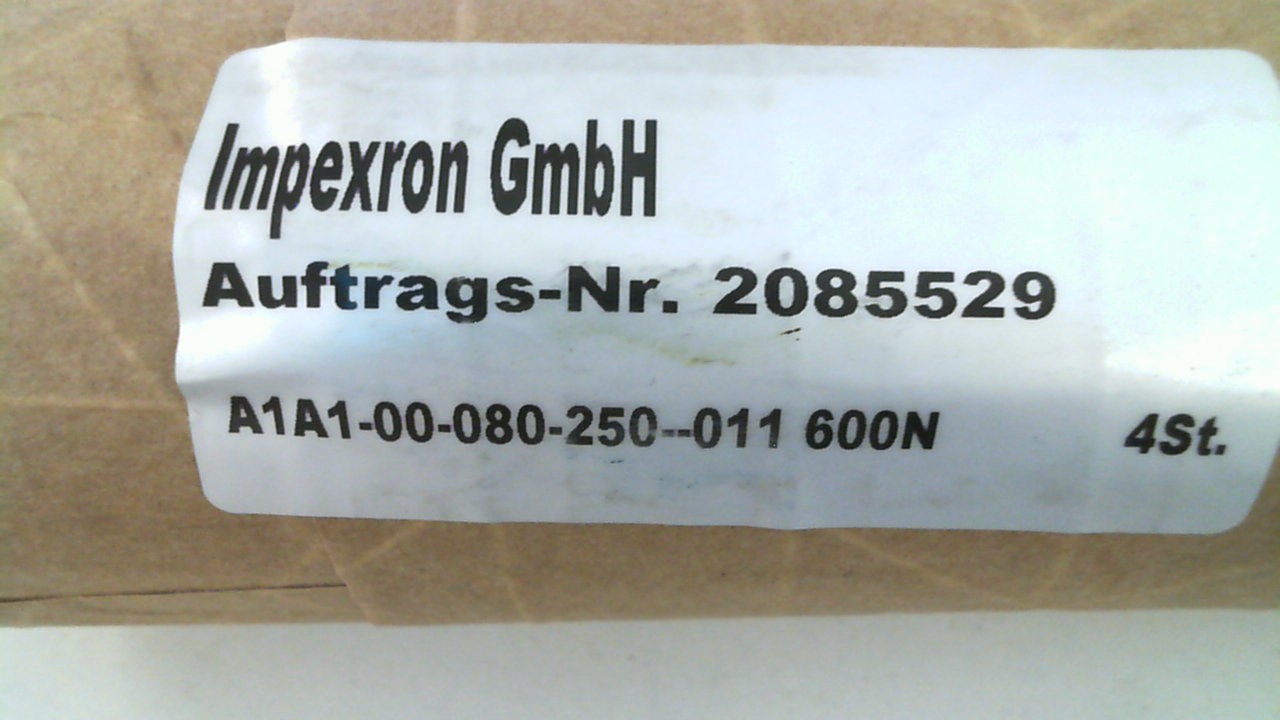 Impexron GmbH
Auftrags-Nr. 2085529
A1A1-00-080-250--011 600N 4St.